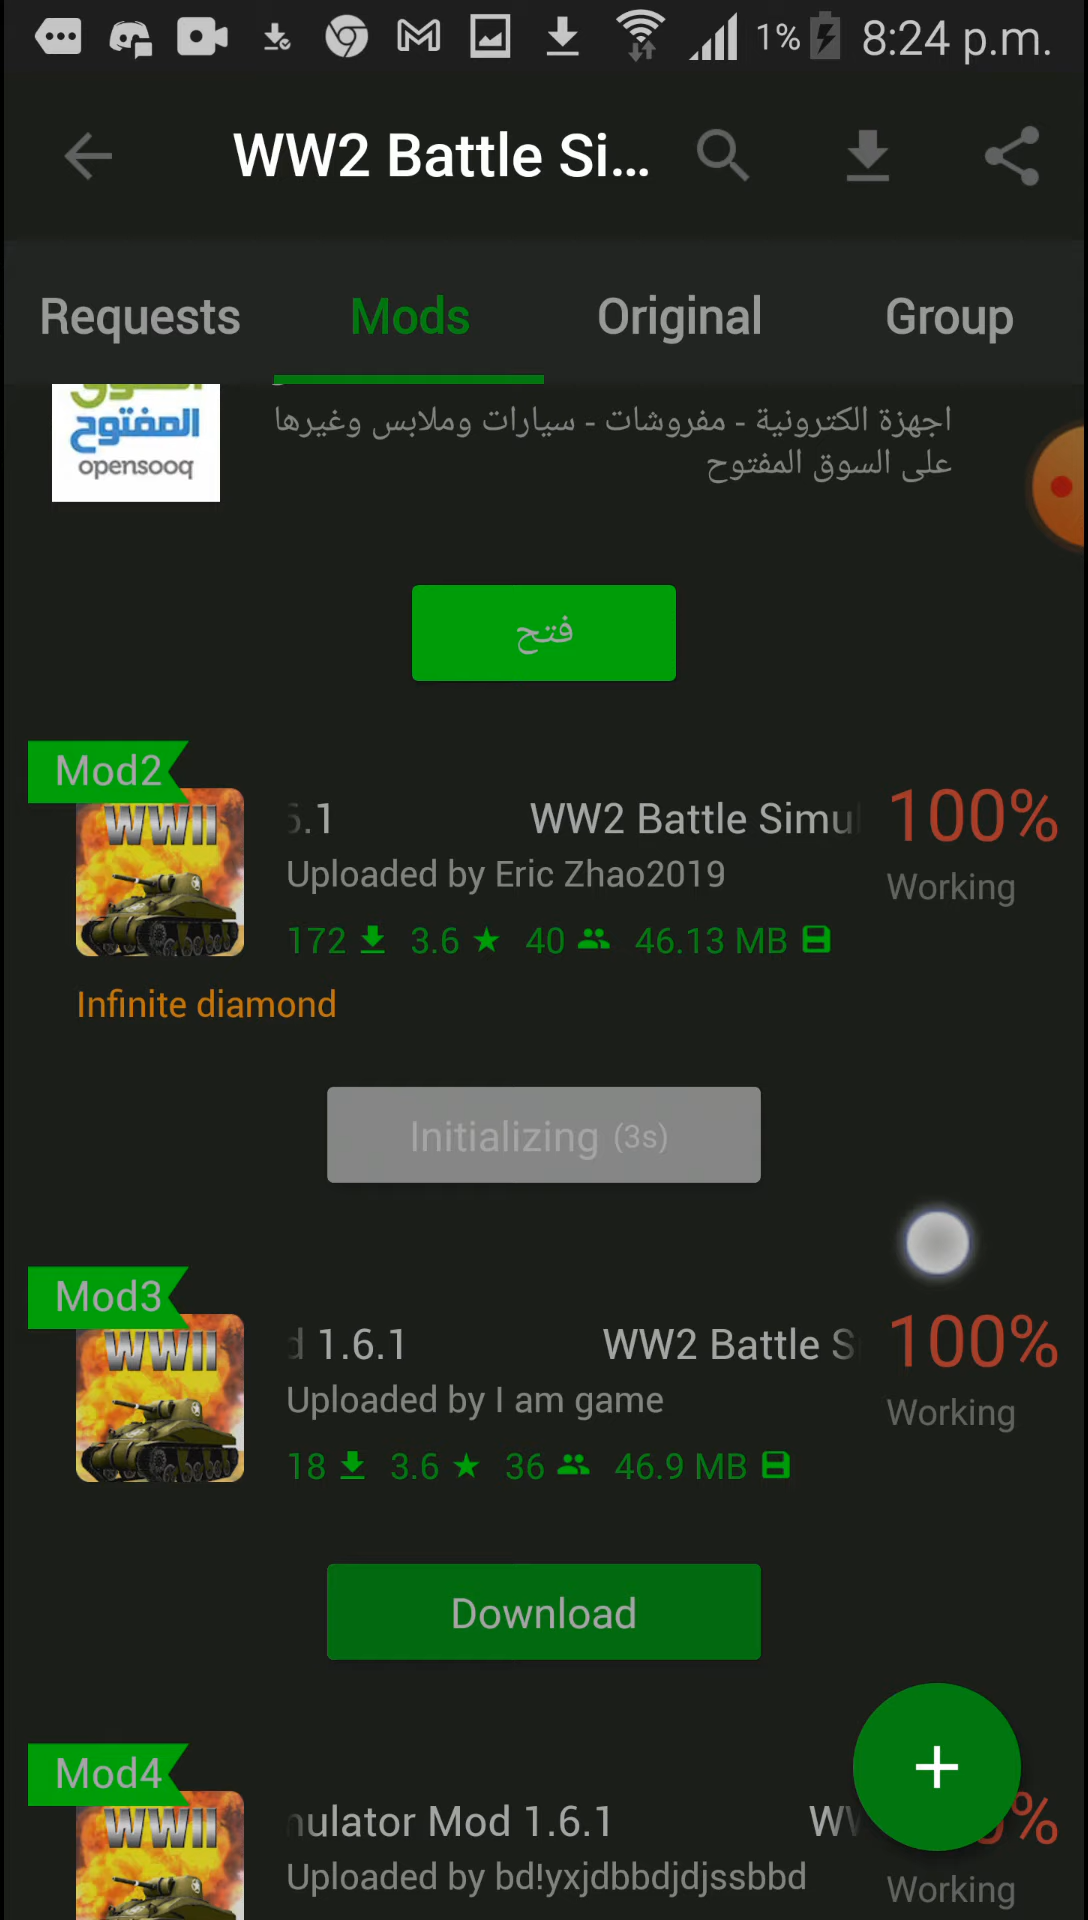 1% 8:24 p.m.
WW2 Battle Si...
Requests Mods Original Group
المفتوح
opensooq
اجهزة الكترونية - مفروشات - سيارات وملابس وغيرها
على السوق المفتوح
فتح
Mod2
WWII
.1 WW2 Battle Simu
100%
Uploaded by Eric Zhao2019
Working
172 3.6 40 46.13 MB
Infinite diamond
Initializing (3s)
Mod3
WWII
d 1.6.1 WW2 Battle S
100%
Uploaded by I am game
Working
18 3.6 36 46.9 MB
Download
+
Mod4
WWII
nulator Mod 1.6.1 WW
%
Uploaded by bd!yxjdbbdjdjssbbd
Working